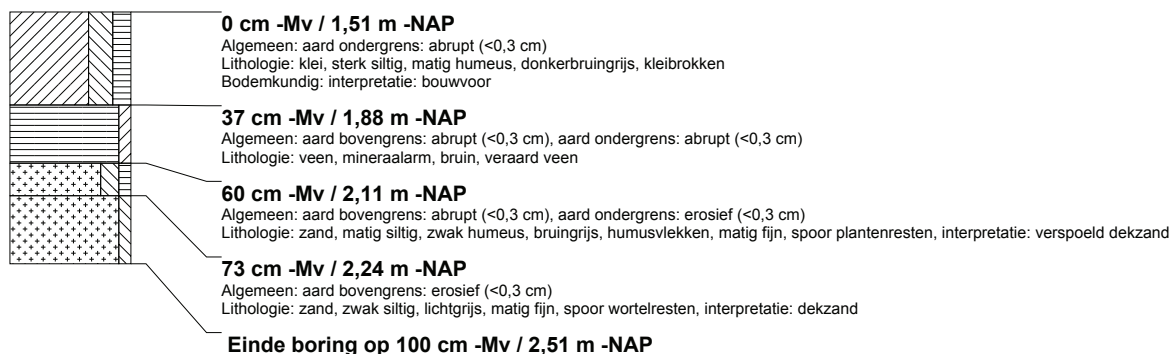 0 cm -Mv / 1,51 m -NAP
Algemeen: aard ondergrens: abrupt (<0,3 cm)
Lithologie: klei, sterk siltig, matig humeus, donkerbruingrijs, kleibrokken
Bodemkundig: interpretatie: bouwvoor
37 cm -Mv / 1,88 m -NAP
Algemeen: aard bovengrens: abrupt (<0,3 cm), aard ondergrens: abrupt (<0,3 cm)
Lithologie: veen, mineraalarm, bruin, veraard veen
60 cm -Mv / 2,11 m -NAP
Algemeen: aard bovengrens: abrupt (<0,3 cm), aard ondergrens: erosief (<0,3 cm)
Lithologie: zand, matig siltig, zwak humeus, bruingrijs, humusvlekken, matig fijn, spoor plantenresten, interpretatie: verspoeld dekzand
73 cm -Mv / 2,24 m -NAP
Algemeen: aard bovengrens: erosief (<0,3 cm)
Lithologie: zand, zwak siltig, lichtgrijs, matig fijn, spoor wortelresten, interpretatie: dekzand
Einde boring op 100 cm -Mv / 2,51 m -NAP